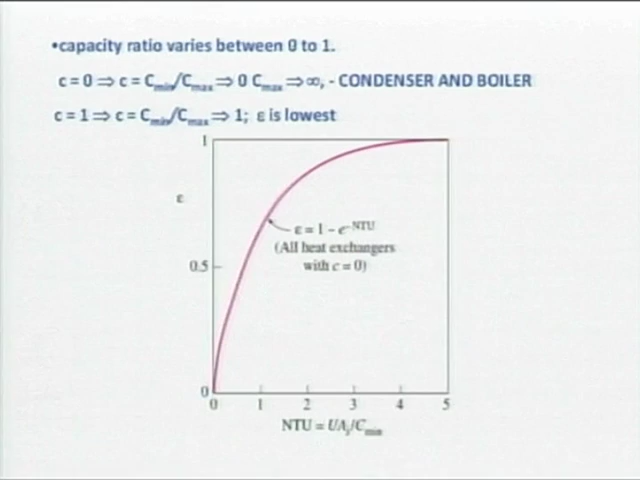 •capacity ratio varies between 0 to 1.
c = 0 ⇒ c = Cmin/Cmax ⇒ 0 Cmax ⇒ ∞, - CONDENSER AND BOILER
c = 1 ⇒ c = Cmin/Cmax ⇒ 1; ε is lowest
1
ε
ε = 1 – e^-NTU
(All heat exchangers
with c = 0)
0.5
0
0 1 2 3 4 5
NTU = UAs/Cmin